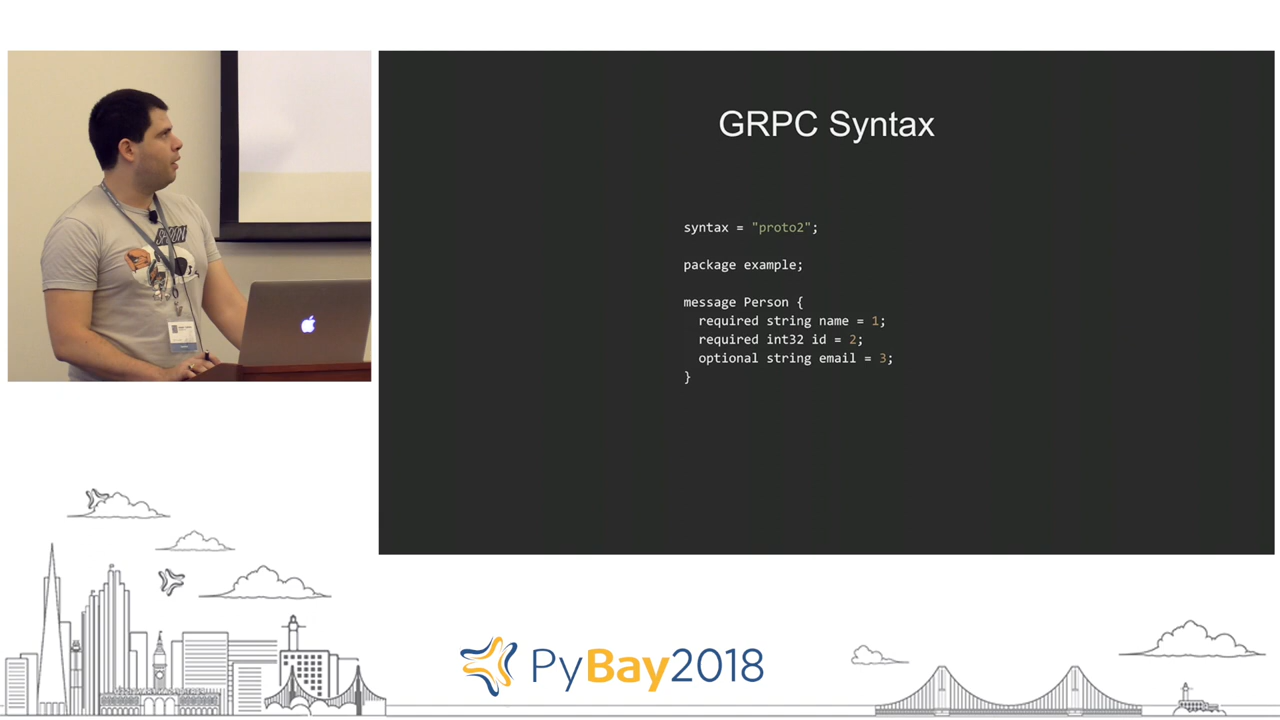 GRPC Syntax
syntax = "proto2";
package example;
message Person {
required string name = 1;
required int32 id = 2;
optional string email = 3;
}
PyBay2018